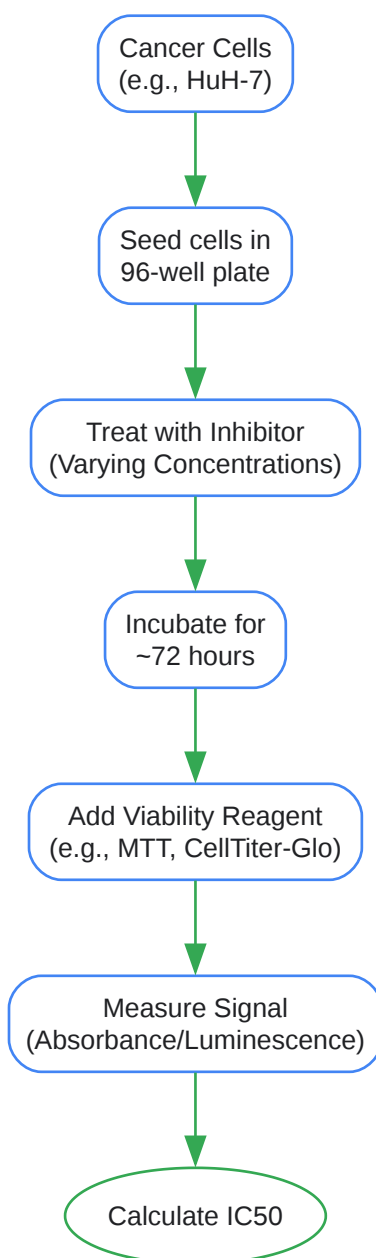 Cancer Cells
(e.g., HuH-7)
Seed cells in
96-well plate
Treat with Inhibitor
(Varying Concentrations)
Incubate for
~72 hours
Add Viability Reagent
(e.g., MTT, CellTiter-Glo)
Measure Signal
(Absorbance/Luminescence)
Calculate IC50